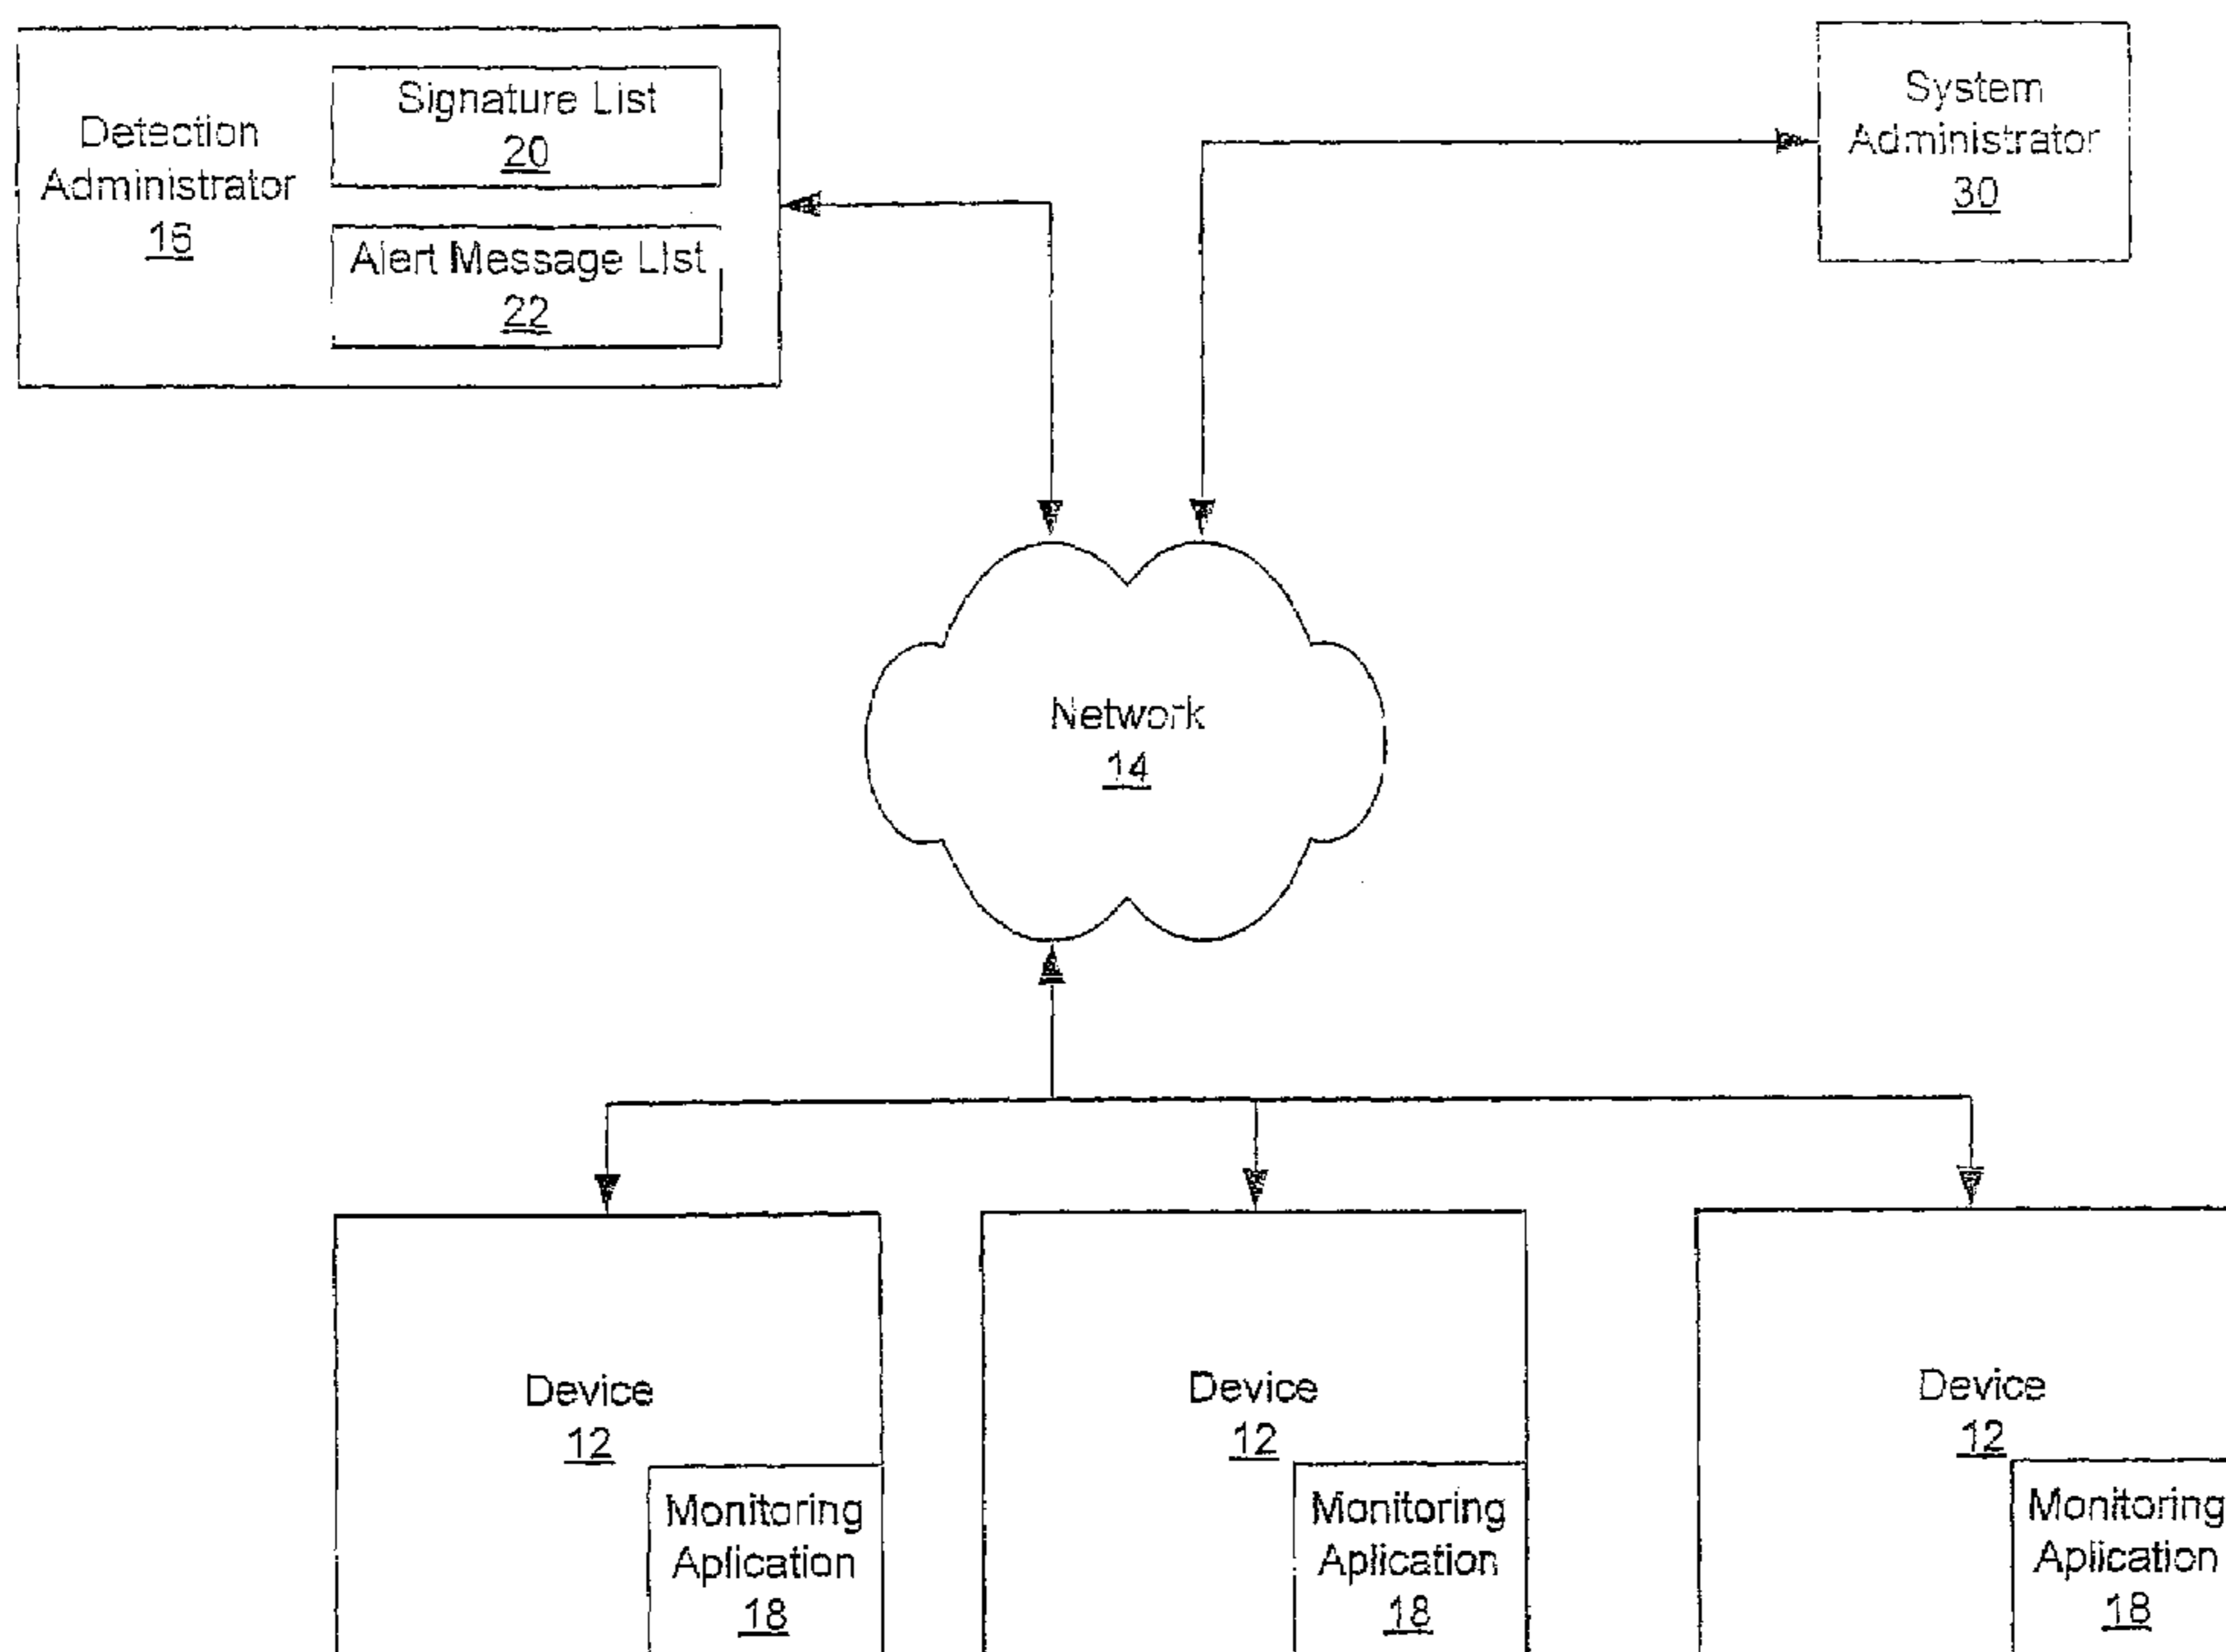 Detection
Administrator
16
Signature List
20
Alert Message LIst
22
System
Administrator
30
Network
14
Device
12
Monitoring
Aplication
18
Device
12
Monitoring
Aplication
18
Device
12
Monitoring
Aplication
18